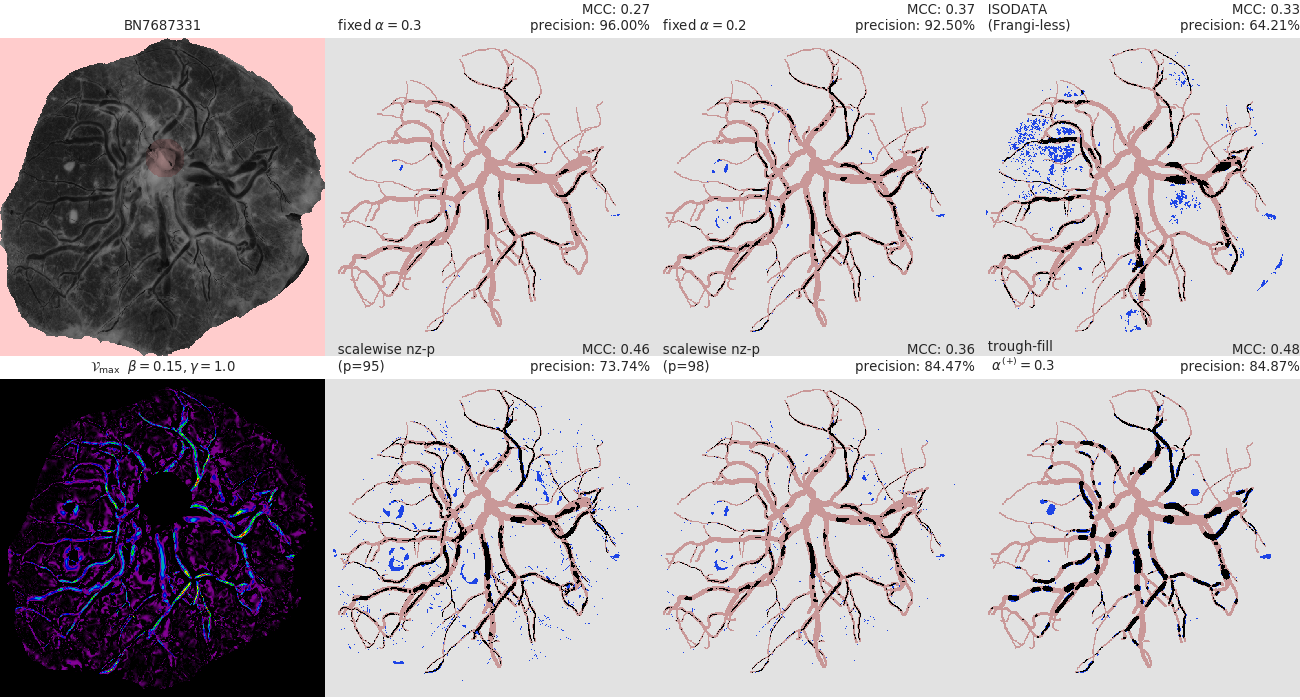 BN7687331
fixed α = 0.3
MCC: 0.27
precision: 96.00%
fixed α = 0.2
MCC: 0.37
precision: 92.50%
ISODATA
(Frangi-less)
MCC: 0.33
precision: 64.21%
𝒱max β = 0.15, γ = 1.0
scalewise nz-p
(p=95)
MCC: 0.46
precision: 73.74%
scalewise nz-p
(p=98)
MCC: 0.36
precision: 84.47%
trough-fill
α(+) = 0.3
MCC: 0.48
precision: 84.87%